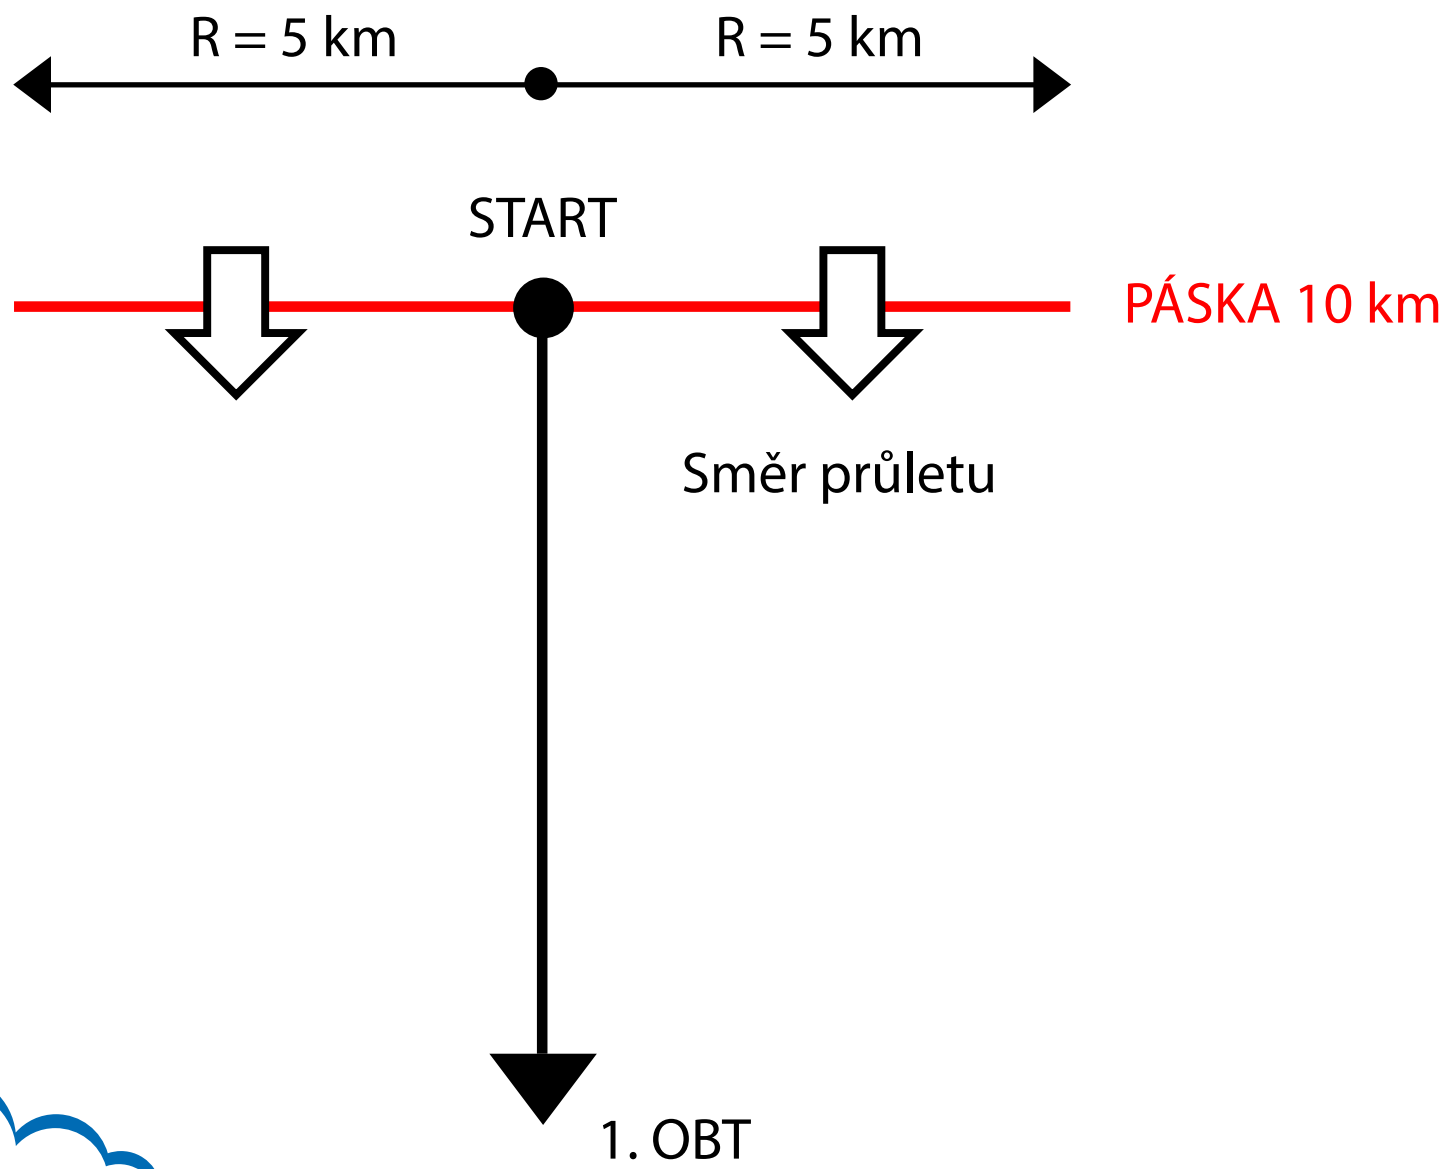 R = 5 km
R = 5 km
START
PÁSKA 10 km
Směr průletu
1. OBT